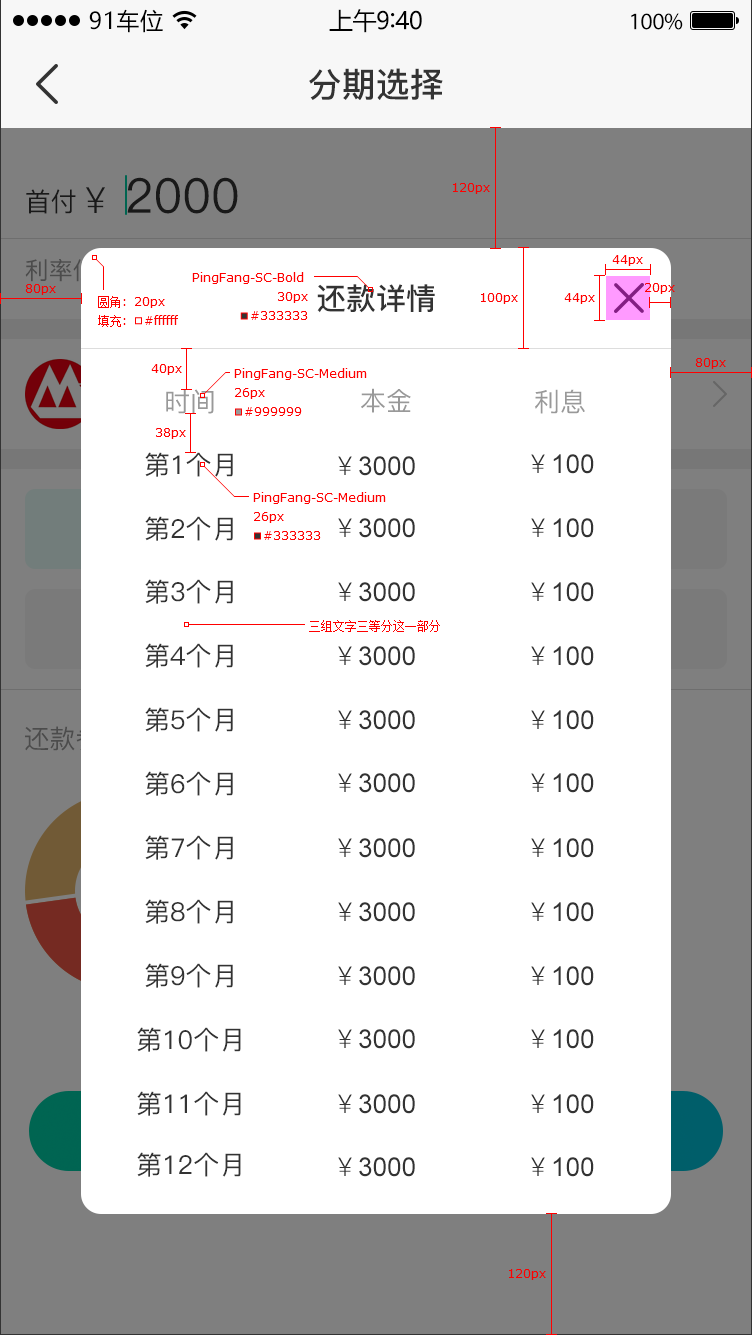 91车位 上午9:40 100%
分期选择
120px
首付 ¥ 2000
利率
44px
PingFang-SC-Bold
80px
圆角: 20px
30px
还款详情
100px
44px
20px
填充: #ffffff
#333333
40px
PingFang-SC-Medium
80px
26px
时间 本金 利息
#999999
38px
第1个月 ¥3000 ¥100
PingFang-SC-Medium
26px
第2个月 ¥3000 ¥100
#333333
第3个月 ¥3000 ¥100
三组文字三等分这一部分
第4个月 ¥3000 ¥100
第5个月 ¥3000 ¥100
还款
第6个月 ¥3000 ¥100
第7个月 ¥3000 ¥100
第8个月 ¥3000 ¥100
第9个月 ¥3000 ¥100
第10个月 ¥3000 ¥100
第11个月 ¥3000 ¥100
第12个月 ¥3000 ¥100
120px